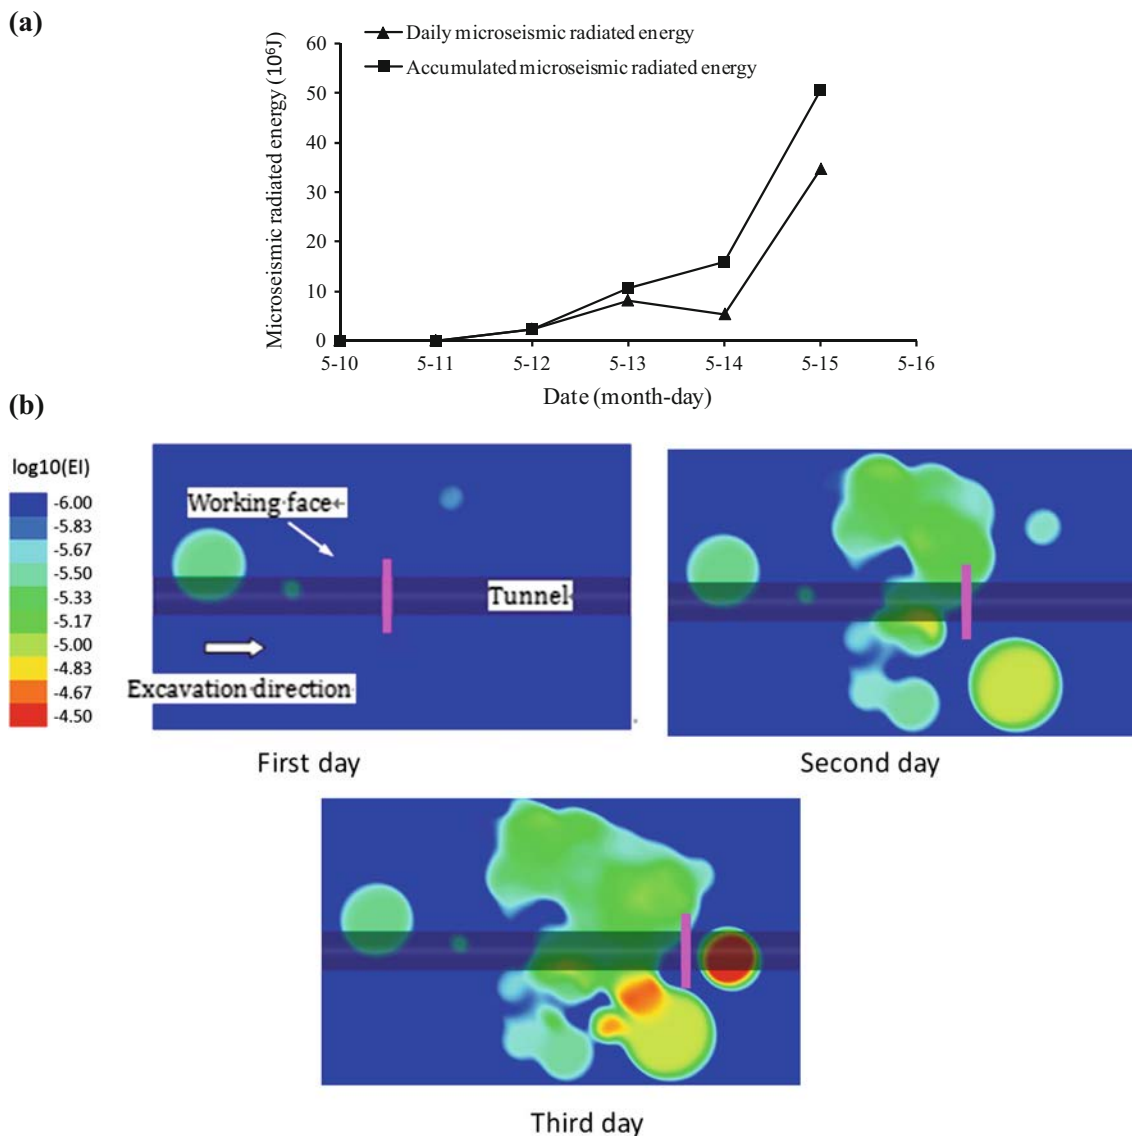 (a)
Daily microseismic radiated energy
Accumulated microseismic radiated energy
Microseismic radiated energy (10⁶J)
60
50
40
30
20
10
0
5-10 5-11 5-12 5-13 5-14 5-15 5-16
Date (month-day)
(b)
log10(EI)
-6.00
-5.83
-5.67
-5.50
-5.33
-5.17
-5.00
-4.83
-4.67
-4.50
Working face
Tunnel
Excavation direction
First day
Second day
Third day